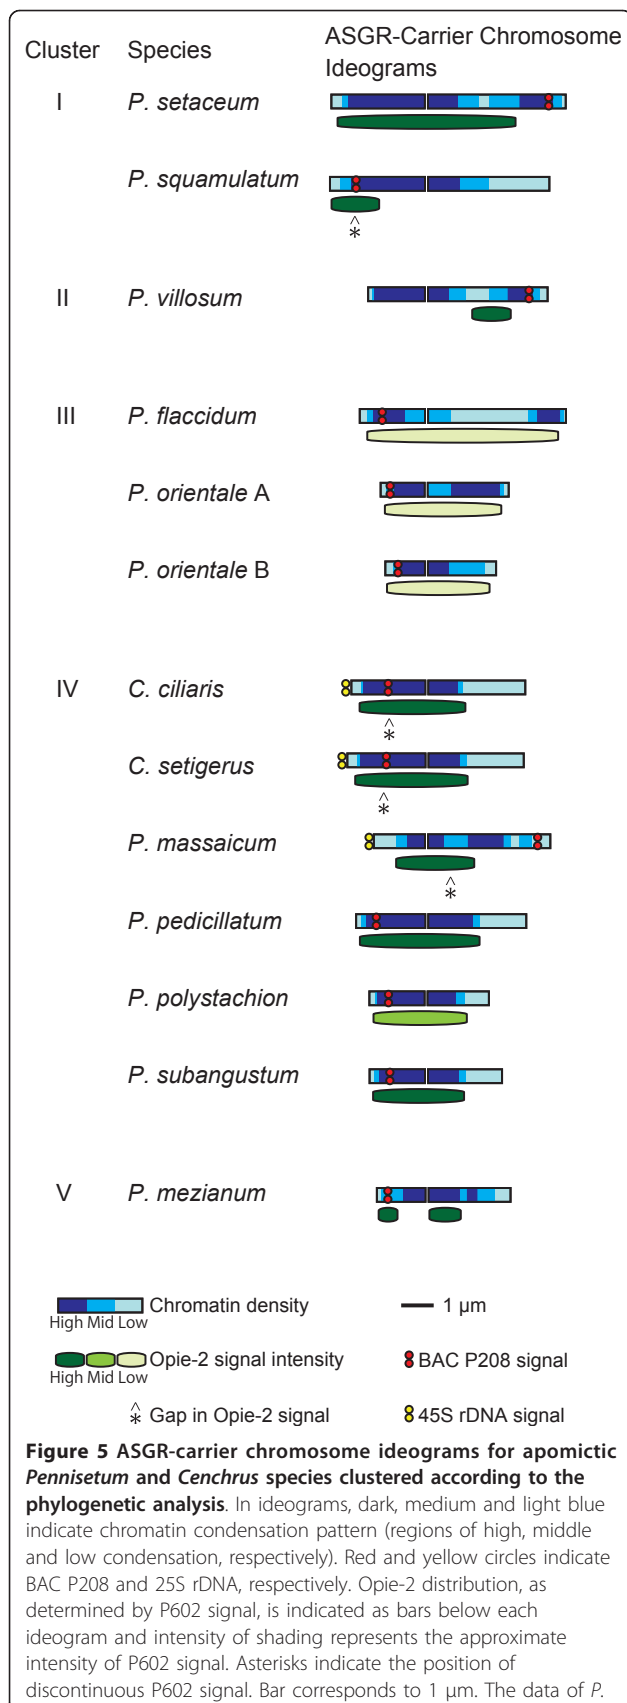 Cluster Species ASGR-Carrier Chromosome
Ideograms
I P. setaceum
P. squamulatum
^
*
II P. villosum
III P. flaccidum
P. orientale A
P. orientale B
IV C. ciliaris
^
*
C. setigerus
^
*
P. massaicum
^
*
P. pedicillatum
P. polystachion
P. subangustum
V P. mezianum
Chromatin density 1 µm
High Mid Low
Opie-2 signal intensity BAC P208 signal
High Mid Low
^
* Gap in Opie-2 signal 45S rDNA signal
Figure 5 ASGR-carrier chromosome ideograms for apomictic
Pennisetum and Cenchrus species clustered according to the
phylogenetic analysis. In ideograms, dark, medium and light blue
indicate chromatin condensation pattern (regions of high, middle
and low condensation, respectively). Red and yellow circles indicate
BAC P208 and 25S rDNA, respectively. Opie-2 distribution, as
determined by P602 signal, is indicated as bars below each
ideogram and intensity of shading represents the approximate
intensity of P602 signal. Asterisks indicate the position of
discontinuous P602 signal. Bar corresponds to 1 µm. The data of P.